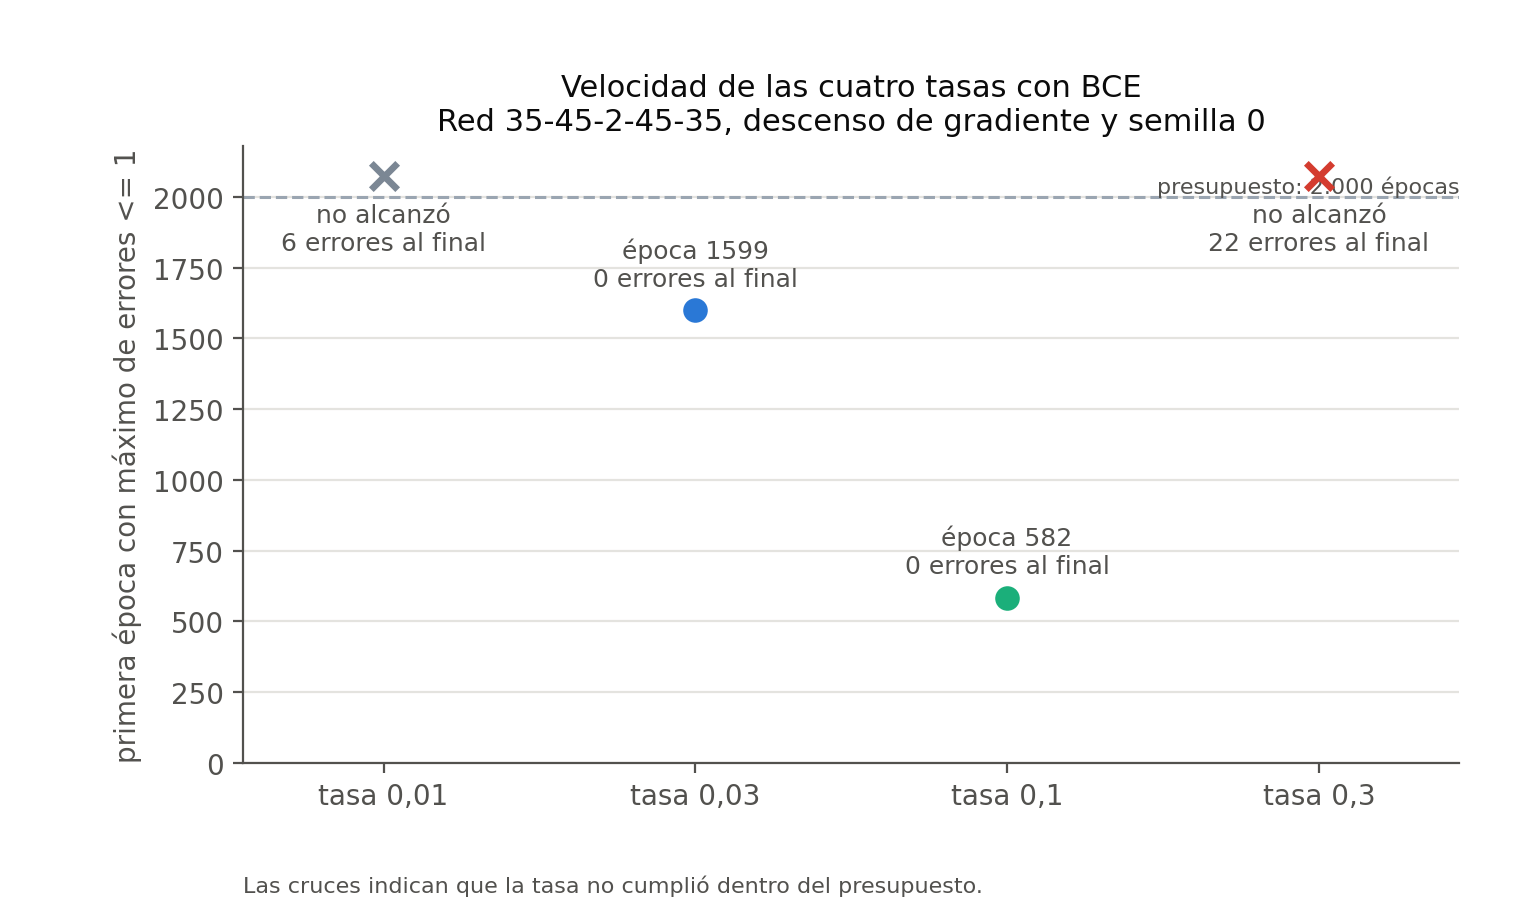 Velocidad de las cuatro tasas con BCE
Red 35-45-2-45-35, descenso de gradiente y semilla 0
primera época con máximo de errores <= 1
2000
1750
1500
1250
1000
750
500
250
0
no alcanzó
6 errores al final
época 1599
0 errores al final
época 582
0 errores al final
presupuesto: 2.000 épocas
no alcanzó
22 errores al final
tasa 0,01
tasa 0,03
tasa 0,1
tasa 0,3
Las cruces indican que la tasa no cumplió dentro del presupuesto.